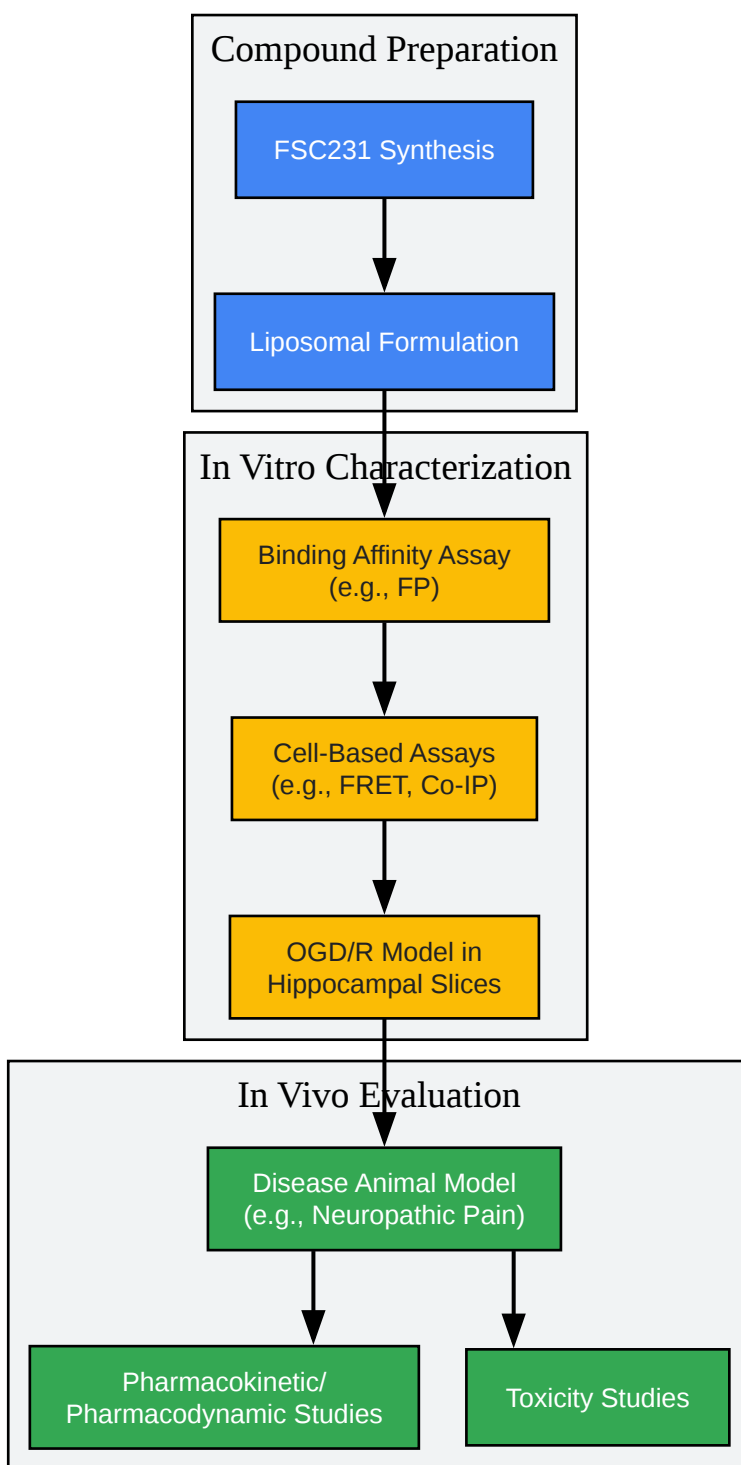 Compound Preparation
FSC231 Synthesis
Liposomal Formulation
In Vitro Characterization
Binding Affinity Assay
(e.g., FP)
Cell-Based Assays
(e.g., FRET, Co-IP)
OGD/R Model in
Hippocampal Slices
In Vivo Evaluation
Disease Animal Model
(e.g., Neuropathic Pain)
Pharmacokinetic/
Pharmacodynamic Studies
Toxicity Studies